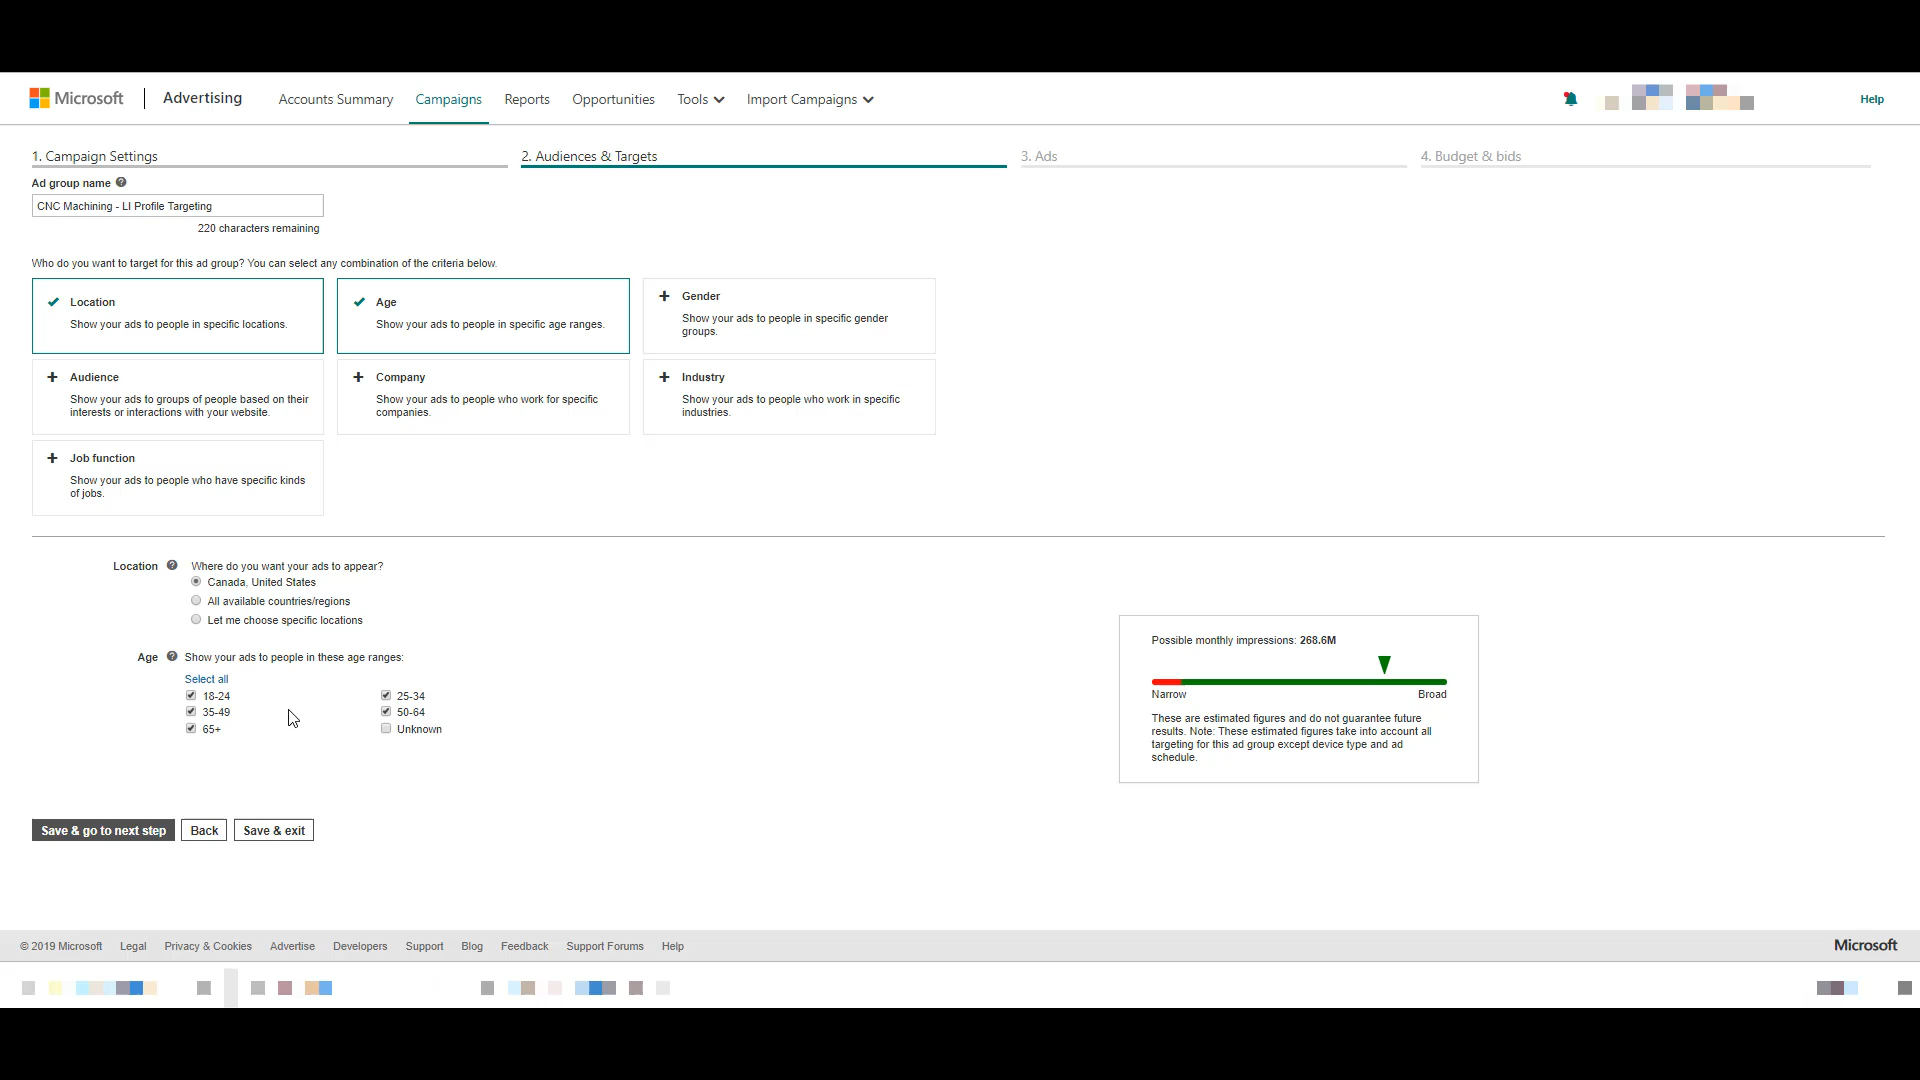 Microsoft | Advertising Accounts Summary Campaigns Reports Opportunities Tools Import Campaigns Help
1. Campaign Settings 2. Audiences & Targets 3. Ads 4. Budget & bids
Ad group name
CNC Machining - LI Profile Targeting
220 characters remaining
Who do you want to target for this ad group? You can select any combination of the criteria below.
Location
Show your ads to people in specific locations.
Age
Show your ads to people in specific age ranges.
Gender
Show your ads to people in specific gender
groups.
Audience
Show your ads to groups of people based on their
interests or interactions with your website.
Company
Show your ads to people who work for specific
companies.
Industry
Show your ads to people who work in specific
industries.
Job function
Show your ads to people who have specific kinds
of jobs.
Location Where do you want your ads to appear?
Canada, United States
All available countries/regions
Let me choose specific locations
Age Show your ads to people in these age ranges:
Select all
18-24 25-34
35-49 50-64
65+ Unknown
Possible monthly impressions: 268.6M
Narrow Broad
These are estimated figures and do not guarantee future
results. Note: These estimated figures take into account all
targeting for this ad group except device type and ad
schedule.
Save & go to next step Back Save & exit
© 2019 Microsoft Legal Privacy & Cookies Advertise Developers Support Blog Feedback Support Forums Help Microsoft